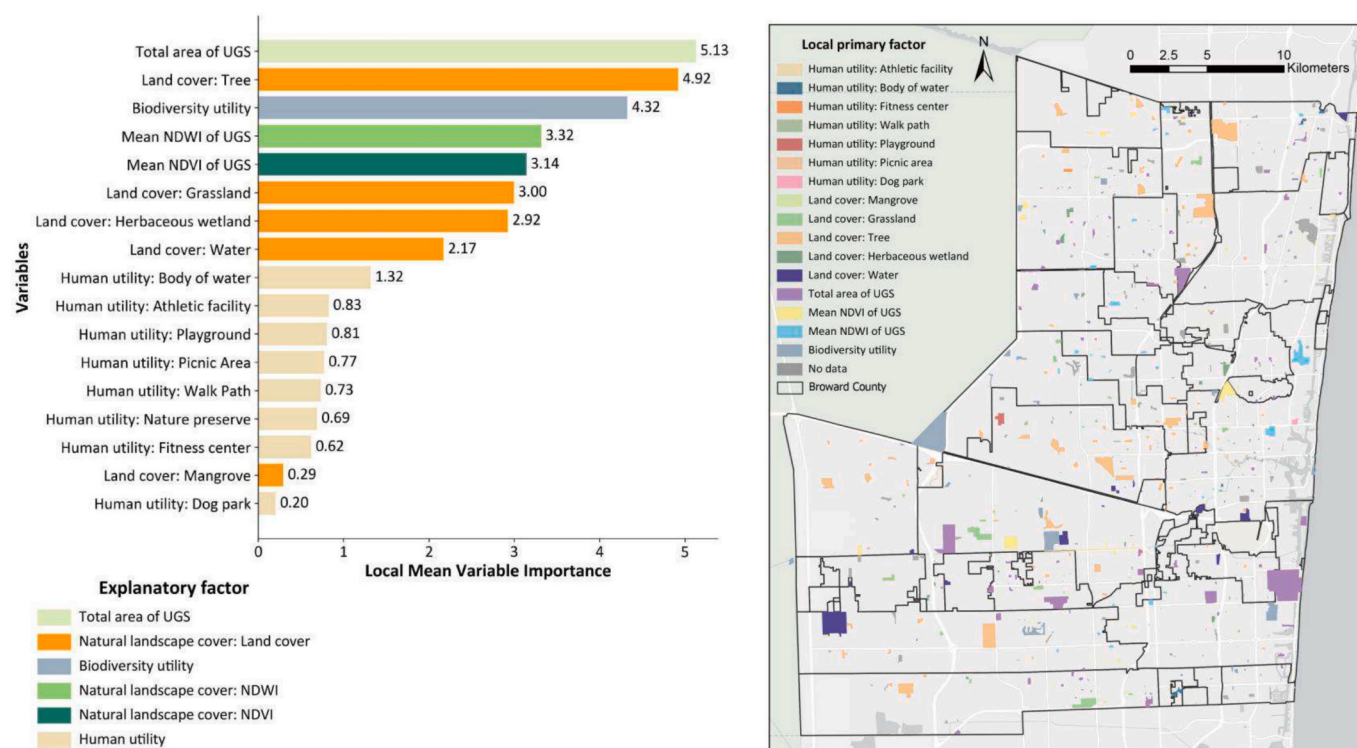 Variables
Total area of UGS
5.13
Land cover: Tree
4.92
Biodiversity utility
4.32
Mean NDWI of UGS
3.32
Mean NDVI of UGS
3.14
Land cover: Grassland
3.00
Land cover: Herbaceous wetland
2.92
Land cover: Water
2.17
Human utility: Body of water
1.32
Human utility: Athletic facility
0.83
Human utility: Playground
0.81
Human utility: Picnic Area
0.77
Human utility: Walk Path
0.73
Human utility: Nature preserve
0.69
Human utility: Fitness center
0.62
Land cover: Mangrove
0.29
Human utility: Dog park
0.20
0 1 2 3 4 5
Local Mean Variable Importance
Explanatory factor
Total area of UGS
Natural landscape cover: Land cover
Biodiversity utility
Natural landscape cover: NDWI
Natural landscape cover: NDVI
Human utility
Local primary factor
Human utility: Athletic facility
Human utility: Body of water
Human utility: Fitness center
Human utility: Walk path
Human utility: Playground
Human utility: Picnic area
Human utility: Dog park
Land cover: Mangrove
Land cover: Grassland
Land cover: Tree
Land cover: Herbaceous wetland
Land cover: Water
Total area of UGS
Mean NDVI of UGS
Mean NDWI of UGS
Biodiversity utility
No data
Broward County
N
0 2.5 5 10
Kilometers